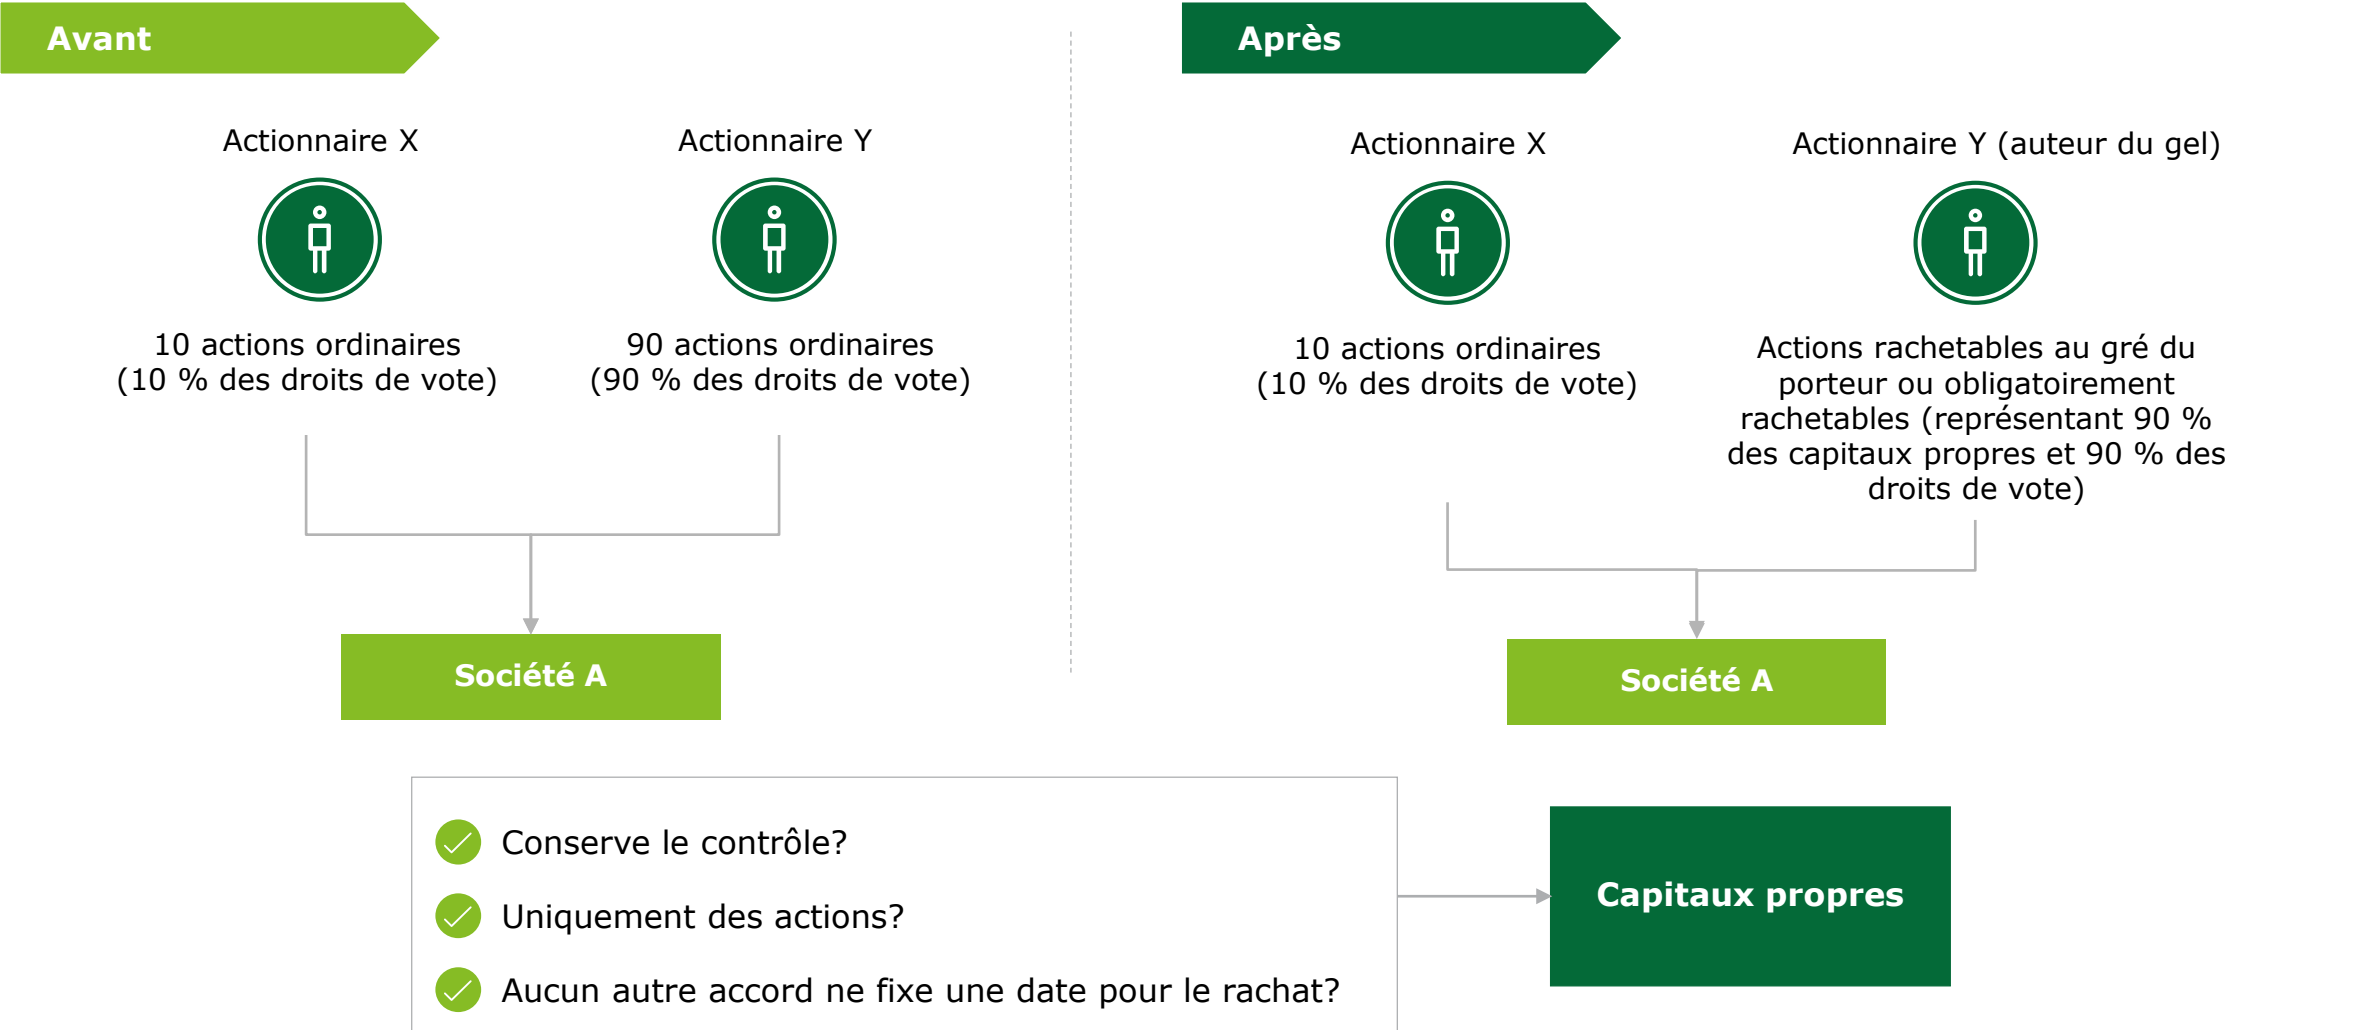 Avant
Actionnaire X
Actionnaire Y
10 actions ordinaires
(10 % des droits de vote)
90 actions ordinaires
(90 % des droits de vote)
Société A
Après
Actionnaire X
Actionnaire Y (auteur du gel)
10 actions ordinaires
(10 % des droits de vote)
Actions rachetables au gré du
porteur ou obligatoirement
rachetables (représentant 90 %
des capitaux propres et 90 % des
droits de vote)
Société A
Conserve le contrôle?
Uniquement des actions?
Aucun autre accord ne fixe une date pour le rachat?
Capitaux propres